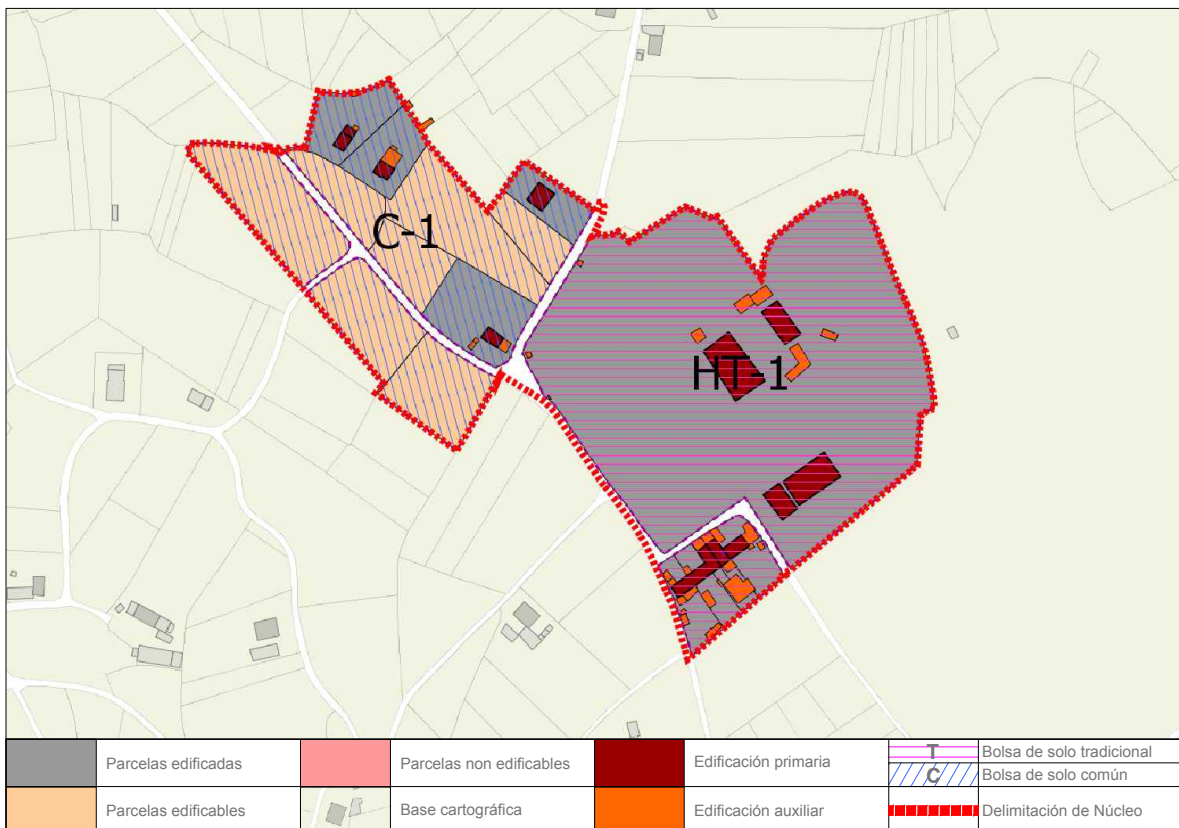 C-1
HT-1
Parcelas edificadas
Parcelas non edificables
Edificación primaria
T
Bolsa de solo tradicional
C
Bolsa de solo común
Parcelas edificables
Base cartográfica
Edificación auxiliar
Delimitación de Núcleo